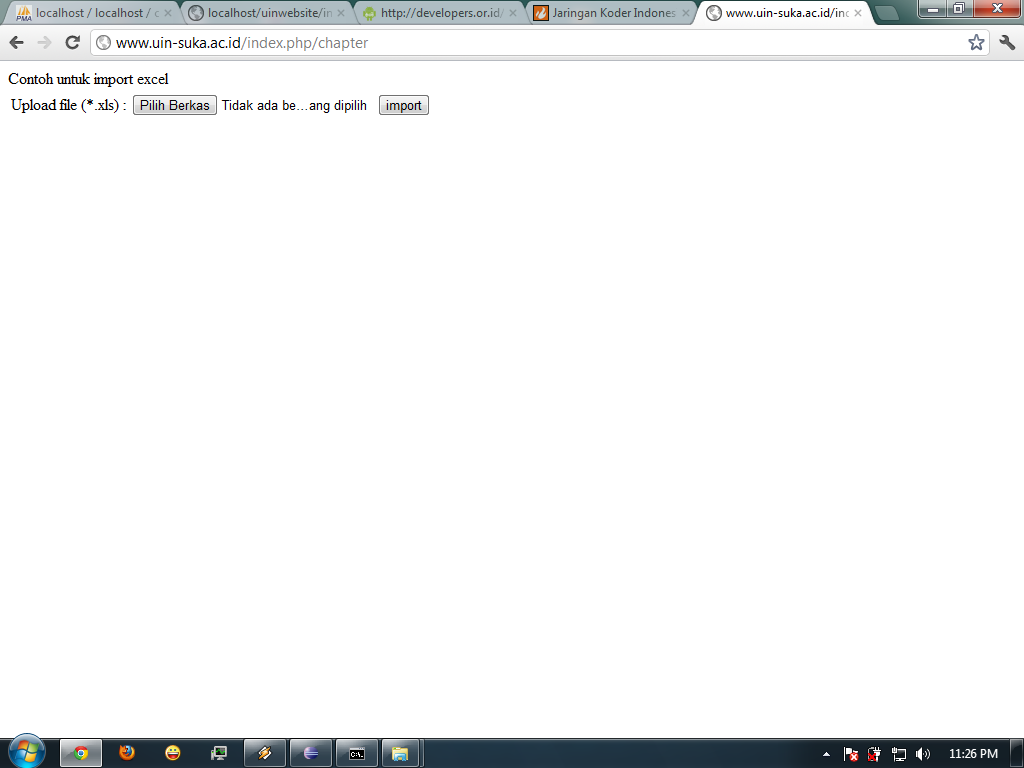 localhost / localhost / c
localhost/uinwebsite/in
http://developers.or.id/
Jaringan Koder Indones
www.uin-suka.ac.id/inc
www.uin-suka.ac.id/index.php/chapter
Contoh untuk import excel
Upload file (*.xls) : Pilih Berkas Tidak ada be...ang dipilih import
11:26 PM